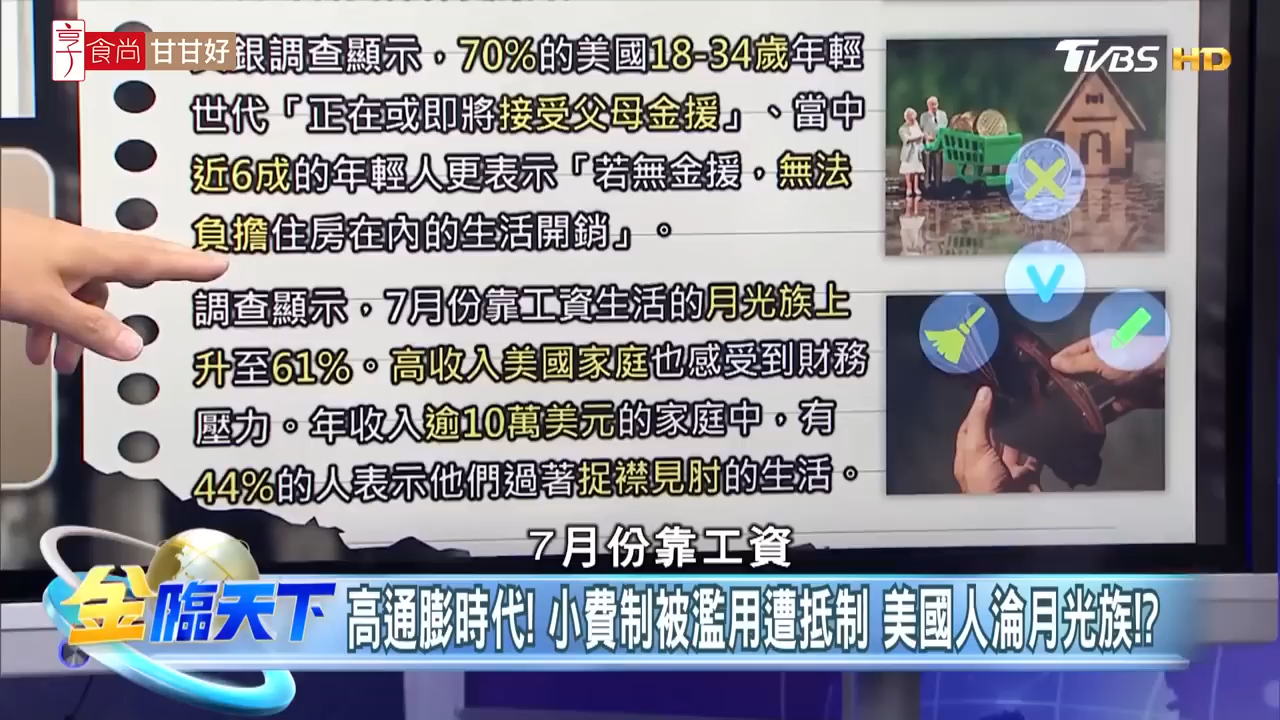 享
食尚 甘甘好
TVBS HD
銀調查顯示，70%的美國18-34歲年輕
世代「正在或即將接受父母金援」、當中
近6成的年輕人更表示「若無金援，無法
負擔住房在內的生活開銷」。
調查顯示，7月份靠工資生活的月光族上
升至61%。高收入美國家庭也感受到財務
壓力。年收入逾10萬美元的家庭中，有
44%的人表示他們過著捉襟見肘的生活。
7月份靠工資
金臨天下
高通膨時代! 小費制被濫用遭抵制 美國人淪月光族!?